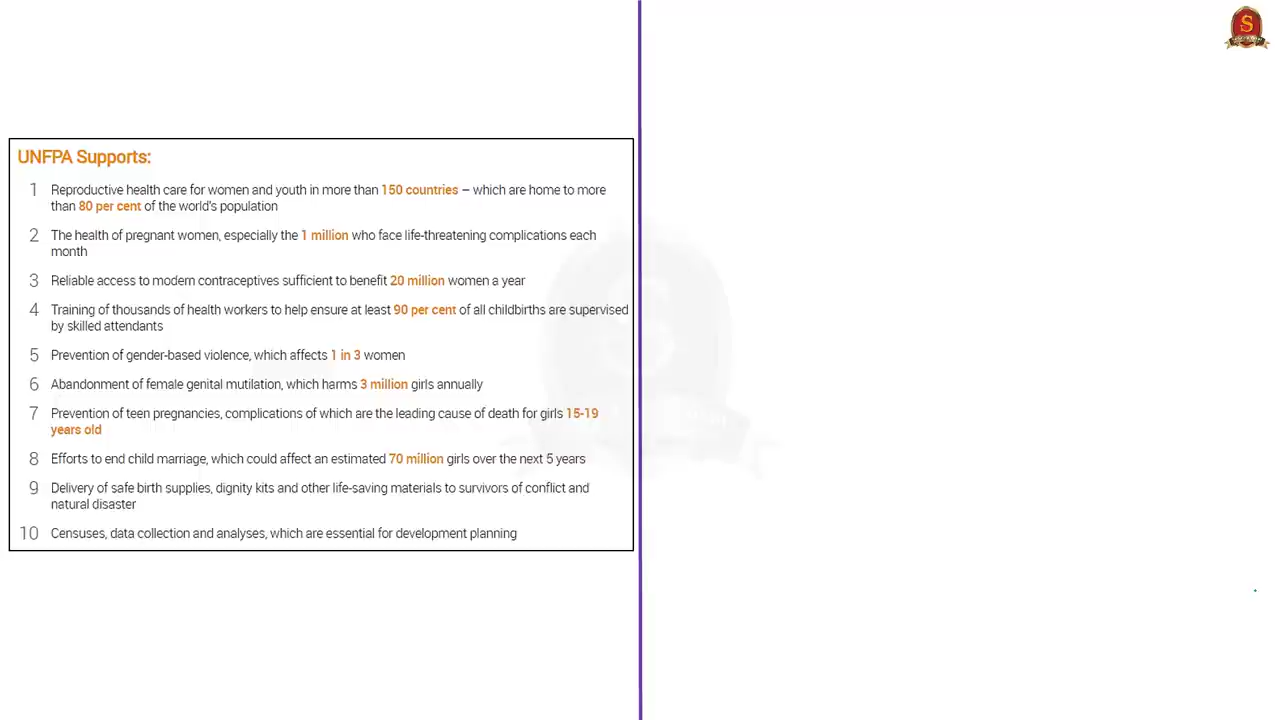 UNFPA Supports:
1 Reproductive health care for women and youth in more than 150 countries – which are home to more
than 80 per cent of the world's population
2 The health of pregnant women, especially the 1 million who face life-threatening complications each
month
3 Reliable access to modern contraceptives sufficient to benefit 20 million women a year
4 Training of thousands of health workers to help ensure at least 90 per cent of all childbirths are supervised
by skilled attendants
5 Prevention of gender-based violence, which affects 1 in 3 women
6 Abandonment of female genital mutilation, which harms 3 million girls annually
7 Prevention of teen pregnancies, complications of which are the leading cause of death for girls 15-19
years old
8 Efforts to end child marriage, which could affect an estimated 70 million girls over the next 5 years
9 Delivery of safe birth supplies, dignity kits and other life-saving materials to survivors of conflict and
natural disaster
10 Censuses, data collection and analyses, which are essential for development planning
S